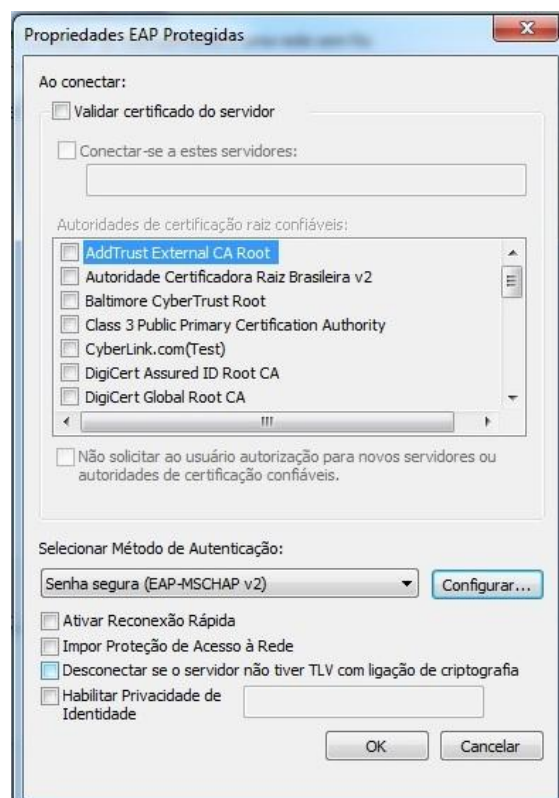 Propriedades EAP Protegidas
Ao conectar:
Validar certificado do servidor
Conectar-se a estes servidores:
Autoridades de certificação raiz confiáveis:
AddTrust External CA Root
Autoridade Certificadora Raiz Brasileira v2
Baltimore CyberTrust Root
Class 3 Public Primary Certification Authority
CyberLink.com(Test)
DigiCert Assured ID Root CA
DigiCert Global Root CA
Não solicitar ao usuário autorização para novos servidores ou
autoridades de certificação confiáveis.
Selecionar Método de Autenticação:
Senha segura (EAP-MSCHAP v2)
Configurar...
Ativar Reconexão Rápida
Impor Proteção de Acesso à Rede
Desconectar se o servidor não tiver TLV com ligação de criptografia
Habilitar Privacidade de
Identidade
OK
Cancelar